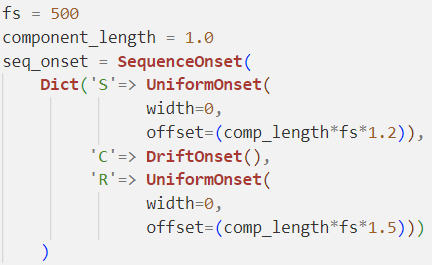 fs = 500
component_length = 1.0
seq_onset = SequenceOnset(
    Dict('S'=> UniformOnset(
            width=0,
            offset=(comp_length*fs*1.2)),
        'C'=> DriftOnset(),
        'R'=> UniformOnset(
            width=0,
            offset=(comp_length*fs*1.5)))
    )